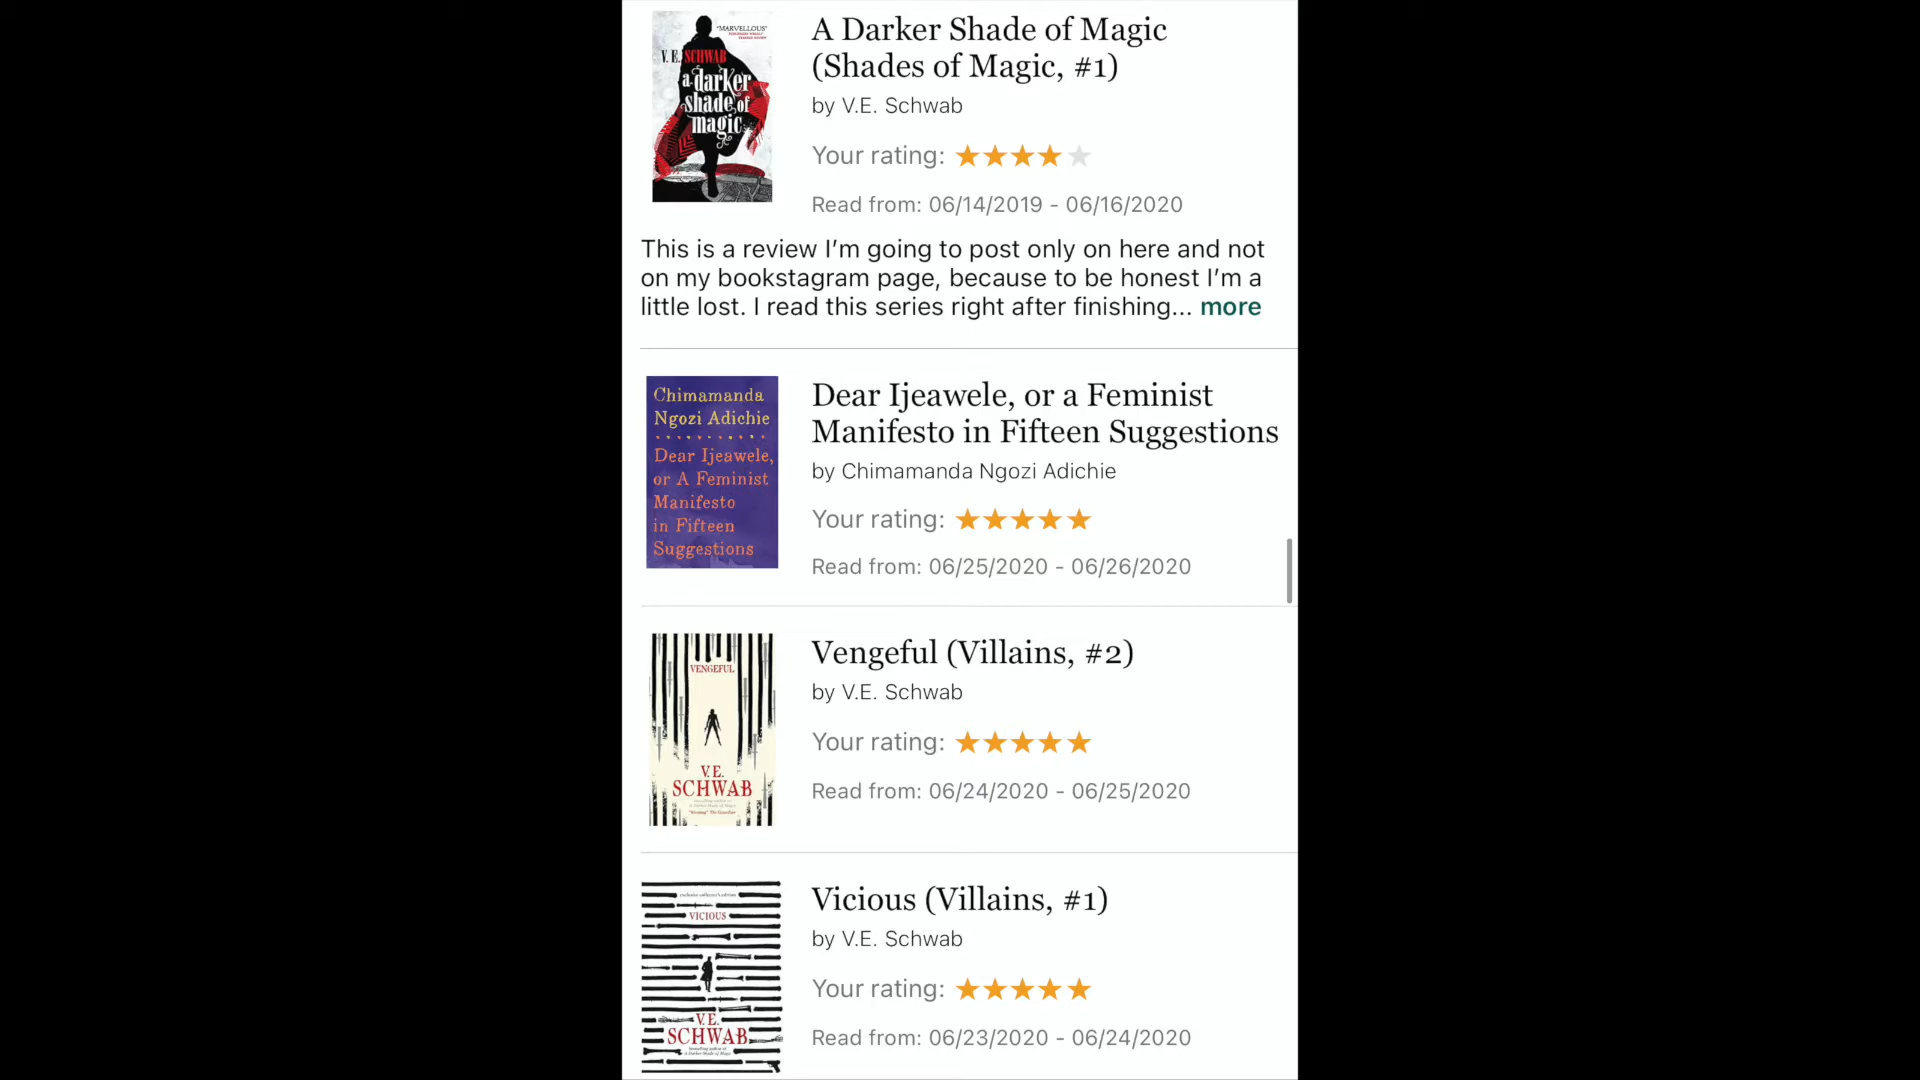 "MARVELLOUS"
V. E. SCHWAB
a darker
shade of
magic
A Darker Shade of Magic
(Shades of Magic, #1)
by V.E. Schwab
Your rating:
Read from: 06/14/2019 - 06/16/2020
This is a review I’m going to post only on here and not
on my bookstagram page, because to be honest I’m a
little lost. I read this series right after finishing... more
Chimamanda
Ngozi Adichie
Dear Ijeawele,
or A Feminist
Manifesto
in Fifteen
Suggestions
Dear Ijeawele, or a Feminist
Manifesto in Fifteen Suggestions
by Chimamanda Ngozi Adichie
Your rating:
Read from: 06/25/2020 - 06/26/2020
VENGEFUL
V.E.
SCHWAB
Vengeful (Villains, #2)
by V.E. Schwab
Your rating:
Read from: 06/24/2020 - 06/25/2020
VICIOUS
V.E.
SCHWAB
Vicious (Villains, #1)
by V.E. Schwab
Your rating:
Read from: 06/23/2020 - 06/24/2020